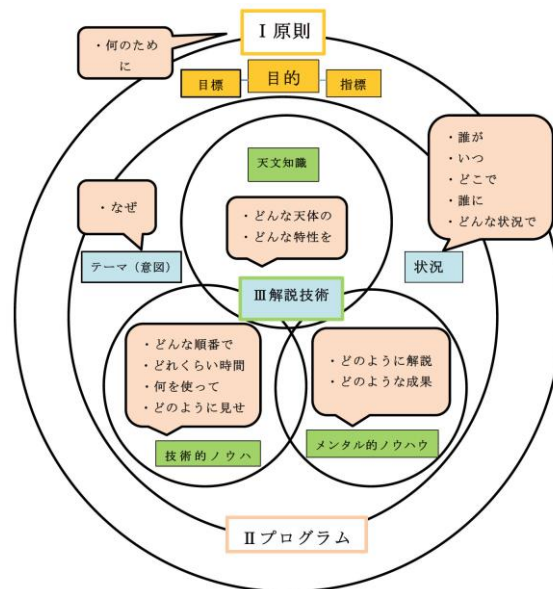 Ⅰ原則
・何のため
に
目標
目的
指標
・誰が
・いつ
・どこで
・誰に
・どんな状況で
天文知識
・なぜ
・どんな天体の
・どんな特性を
テーマ（意図）
状況
Ⅲ解説技術
・どんな順番で
・どれくらい時間
・何を使って
・どのように見せ
・どのように解説
・どのような成果
技術的ノウハ
メンタル的ノウハウ
Ⅱプログラム